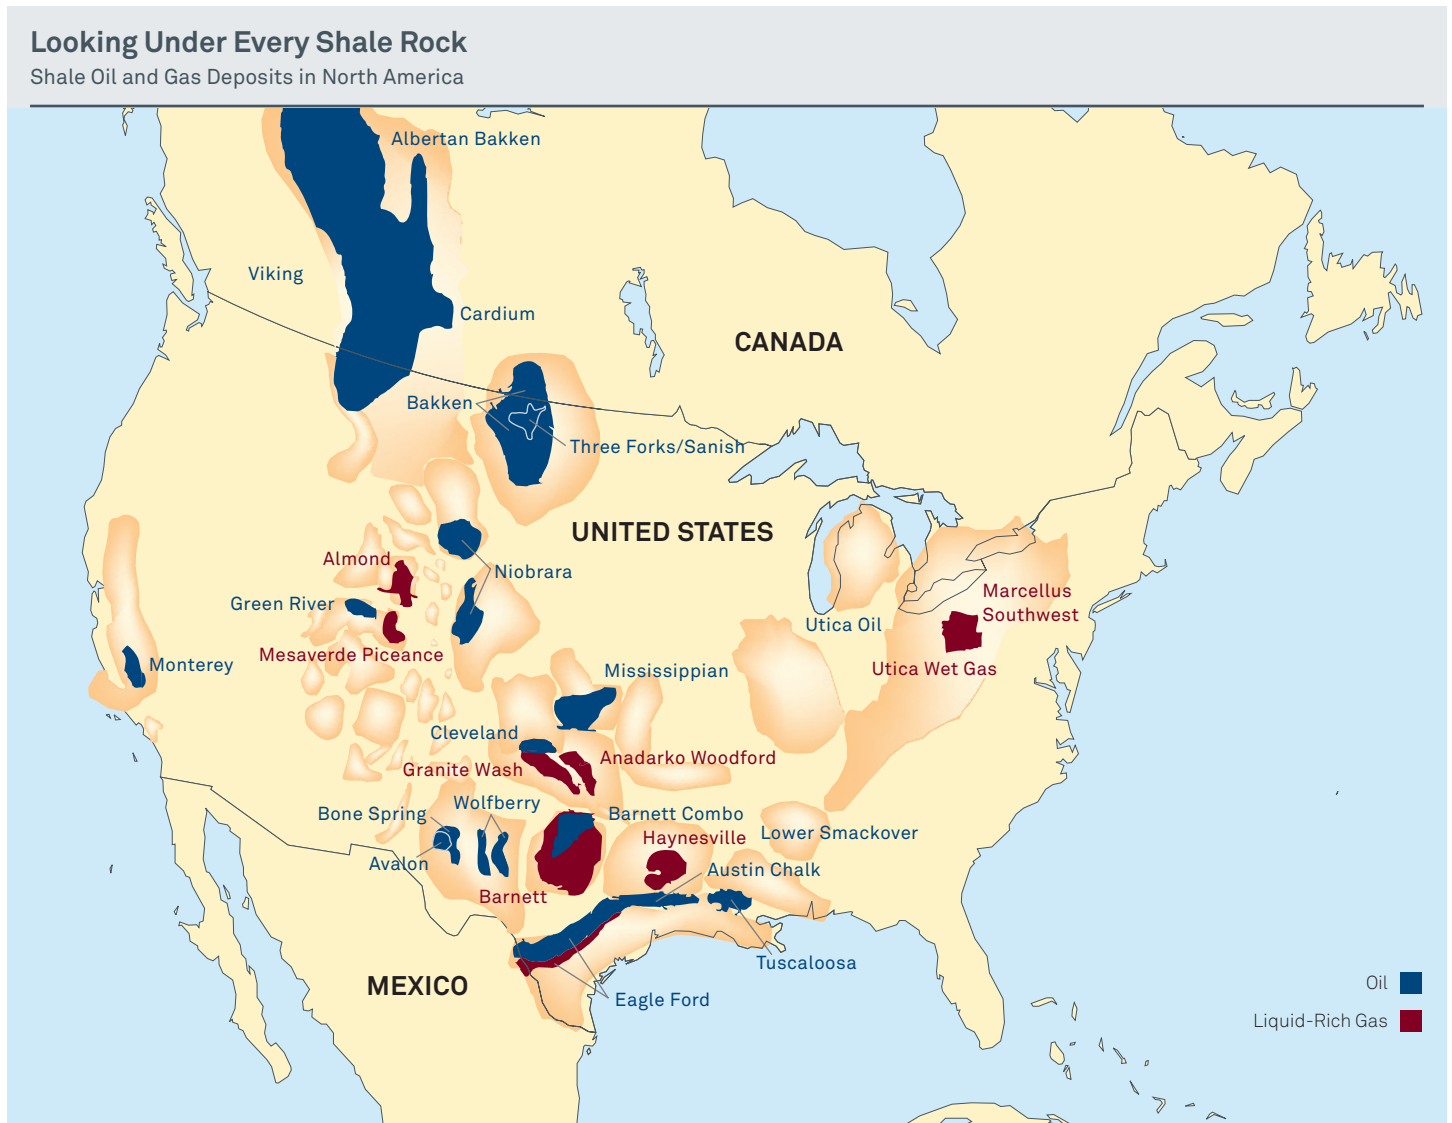 Looking Under Every Shale Rock
Shale Oil and Gas Deposits in North America
Albertan Bakken
Viking
Cardium
CANADA
Bakken
Three Forks/Sanish
UNITED STATES
Almond
Niobrara
Green River
Marcellus
Southwest
Utica Oil
Mesaverde Piceance
Monterey
Utica Wet Gas
Mississippian
Cleveland
Anadarko Woodford
Granite Wash
Wolfberry
Bone Spring
Barnett Combo
Lower Smackover
Haynesville
Avalon
Austin Chalk
Barnett
Tuscaloosa
MEXICO
Eagle Ford
Oil
Liquid-Rich Gas